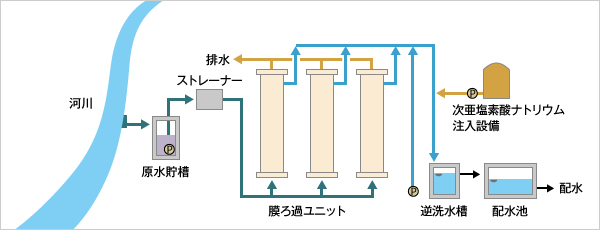 排水
ストレーナー
河川
P
次亜塩素酸ナトリウム
注入設備
P
原水貯槽
P
膜ろ過ユニット
逆洗水槽
配水池
配水